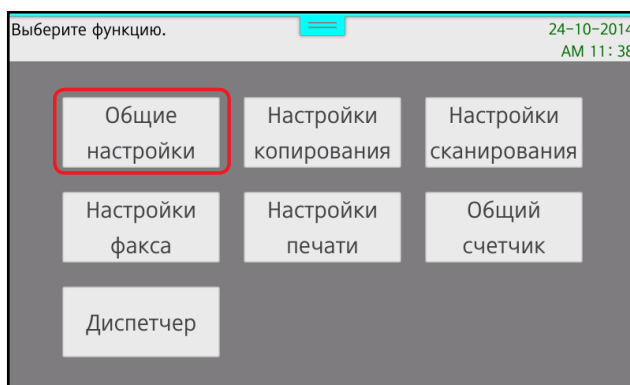 Выберите функцию.
24-10-2014
AM 11:38
Общие
настройки
Настройки
копирования
Настройки
сканирования
Настройки
факса
Настройки
печати
Общий
счетчик
Диспетчер